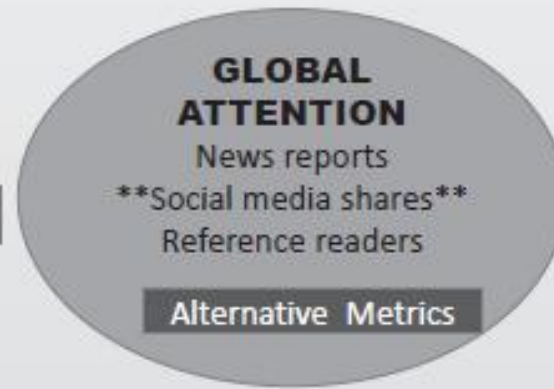 GLOBAL
ATTENTION
News reports
**Social media shares**
Reference readers
Alternative Metrics